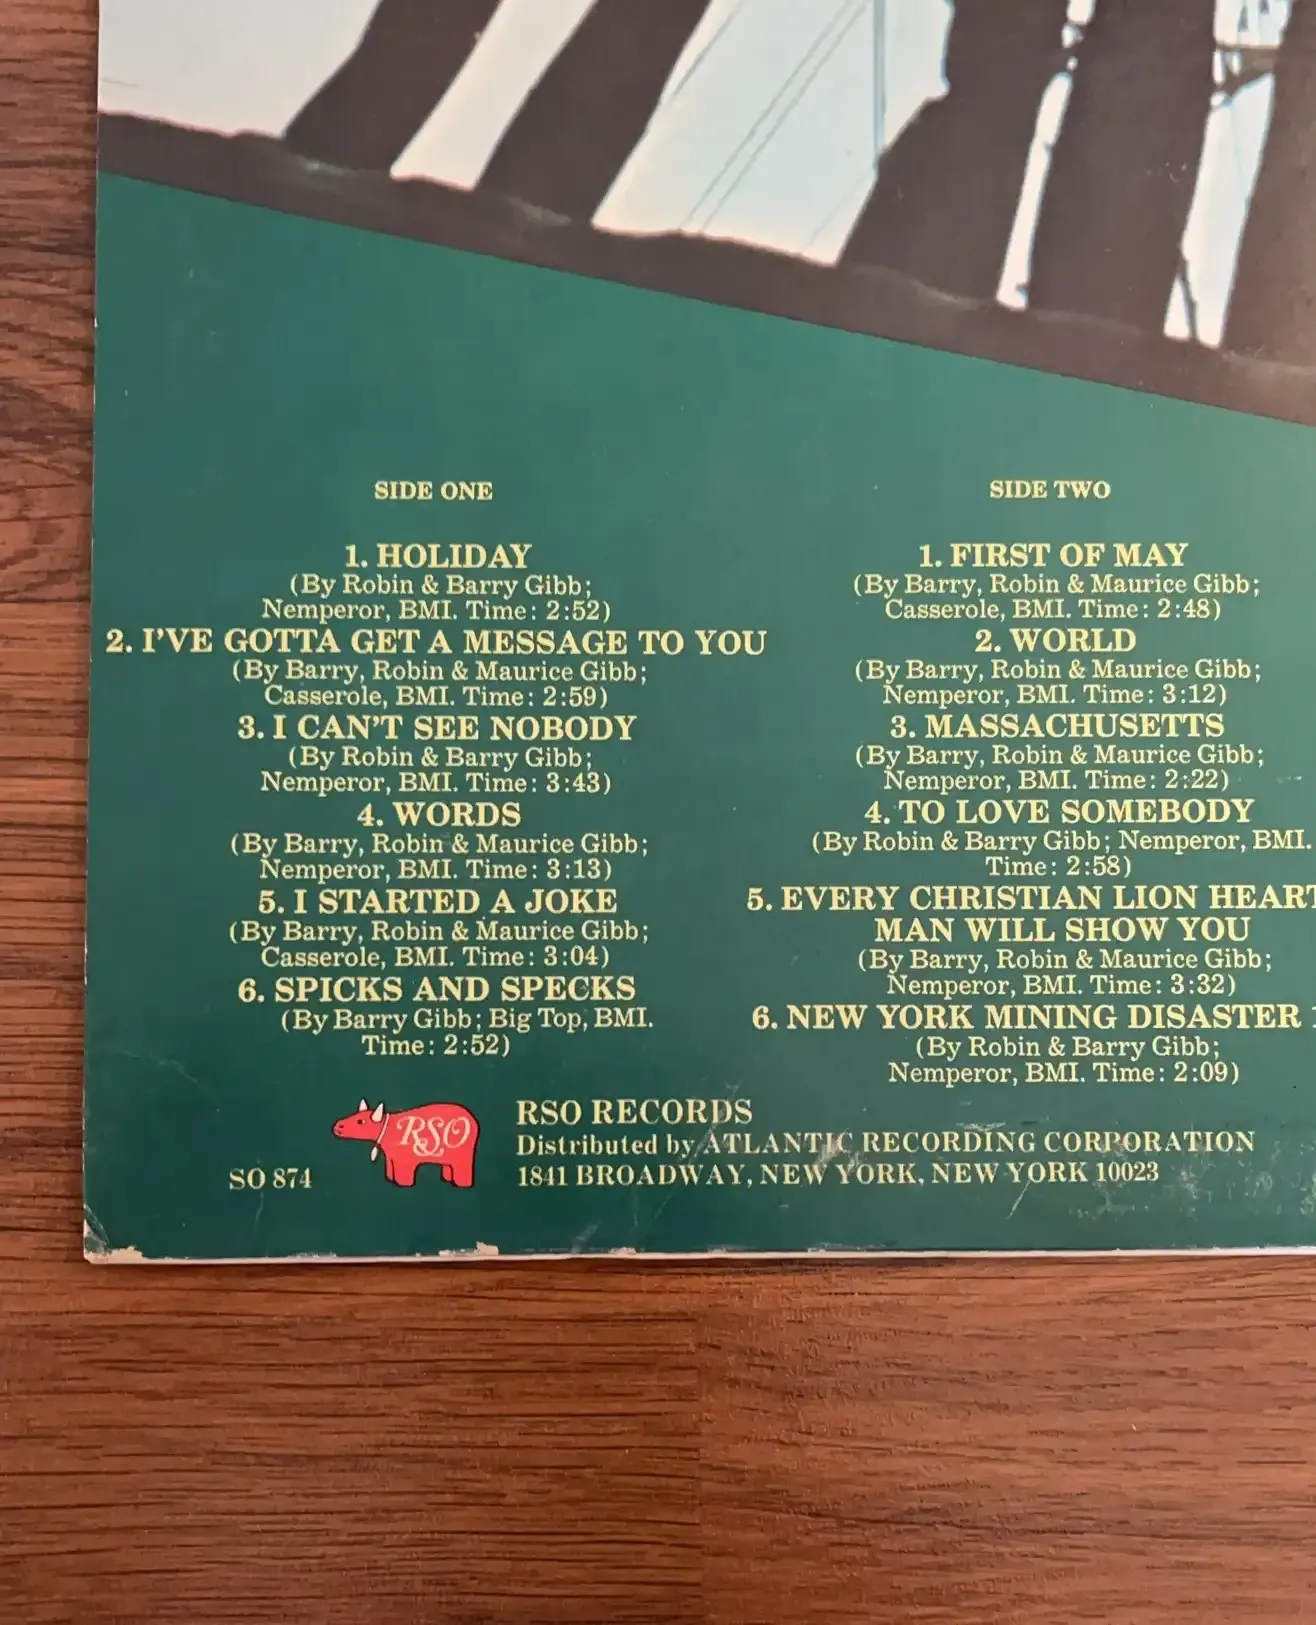 SIDE ONE
1. HOLIDAY
(By Robin & Barry Gibb;
Nemperor, BMI. Time: 2:52)
2. I'VE GOTTA GET A MESSAGE TO YOU
(By Barry, Robin & Maurice Gibb;
Casserole, BMI. Time: 2:59)
3. I CAN'T SEE NOBODY
(By Robin & Barry Gibb;
Nemperor, BMI. Time: 3:43)
4. WORDS
(By Barry, Robin & Maurice Gibb;
Nemperor, BMI. Time: 3:13)
5. I STARTED A JOKE
(By Barry, Robin & Maurice Gibb;
Casserole, BMI. Time: 3:04)
6. SPICKS AND SPECKS
(By Barry Gibb; Big Top, BMI.
Time: 2:52)
SIDE TWO
1. FIRST OF MAY
(By Barry, Robin & Maurice Gibb;
Casserole, BMI. Time: 2:48)
2. WORLD
(By Barry, Robin & Maurice Gibb;
Nemperor, BMI. Time: 3:12)
3. MASSACHUSETTS
(By Barry, Robin & Maurice Gibb;
Nemperor, BMI. Time: 2:22)
4. TO LOVE SOMEBODY
(By Robin & Barry Gibb; Nemperor, BMI.
Time: 2:58)
5. EVERY CHRISTIAN LION HEART
MAN WILL SHOW YOU
(By Barry, Robin & Maurice Gibb;
Nemperor, BMI. Time: 3:32)
6. NEW YORK MINING DISASTER
(By Robin & Barry Gibb;
Nemperor, BMI. Time: 2:09)
SO 874
RSO
RSO RECORDS
Distributed by ATLANTIC RECORDING CORPORATION
1841 BROADWAY, NEW YORK, NEW YORK 10023